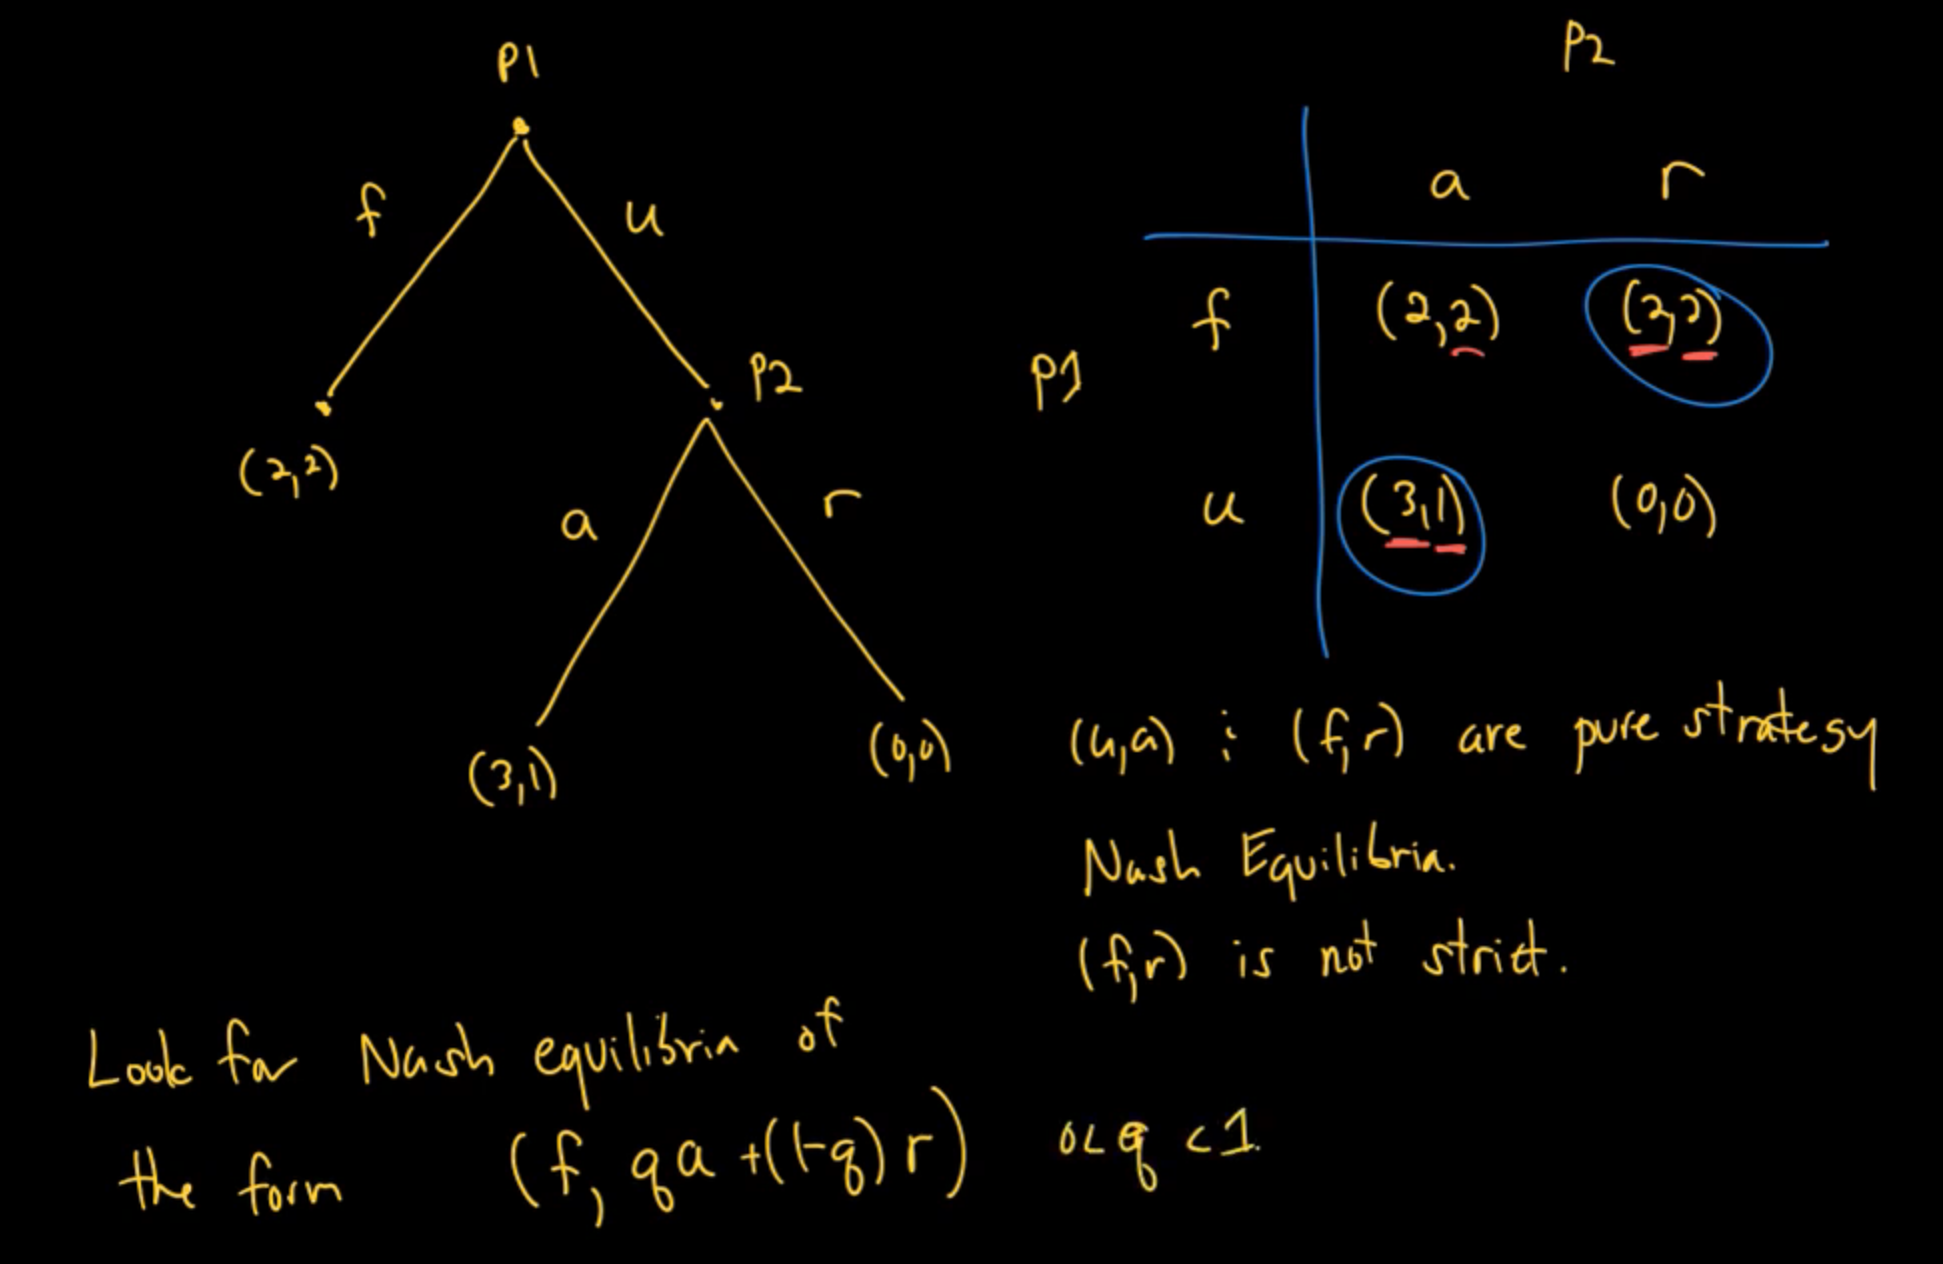 P1
f u
(2,2)
P2
a r
(3,1)
(0,0)
P2
a r
P1
f (2,2) (2,2)
u (3,1) (0,0)
(u,a) ; (f,r) are pure strategy
Nash Equilibria.
(f,r) is not strict.
Look for Nash equilibria of
the form (f, qa +(1-q) r) 0<q<1.